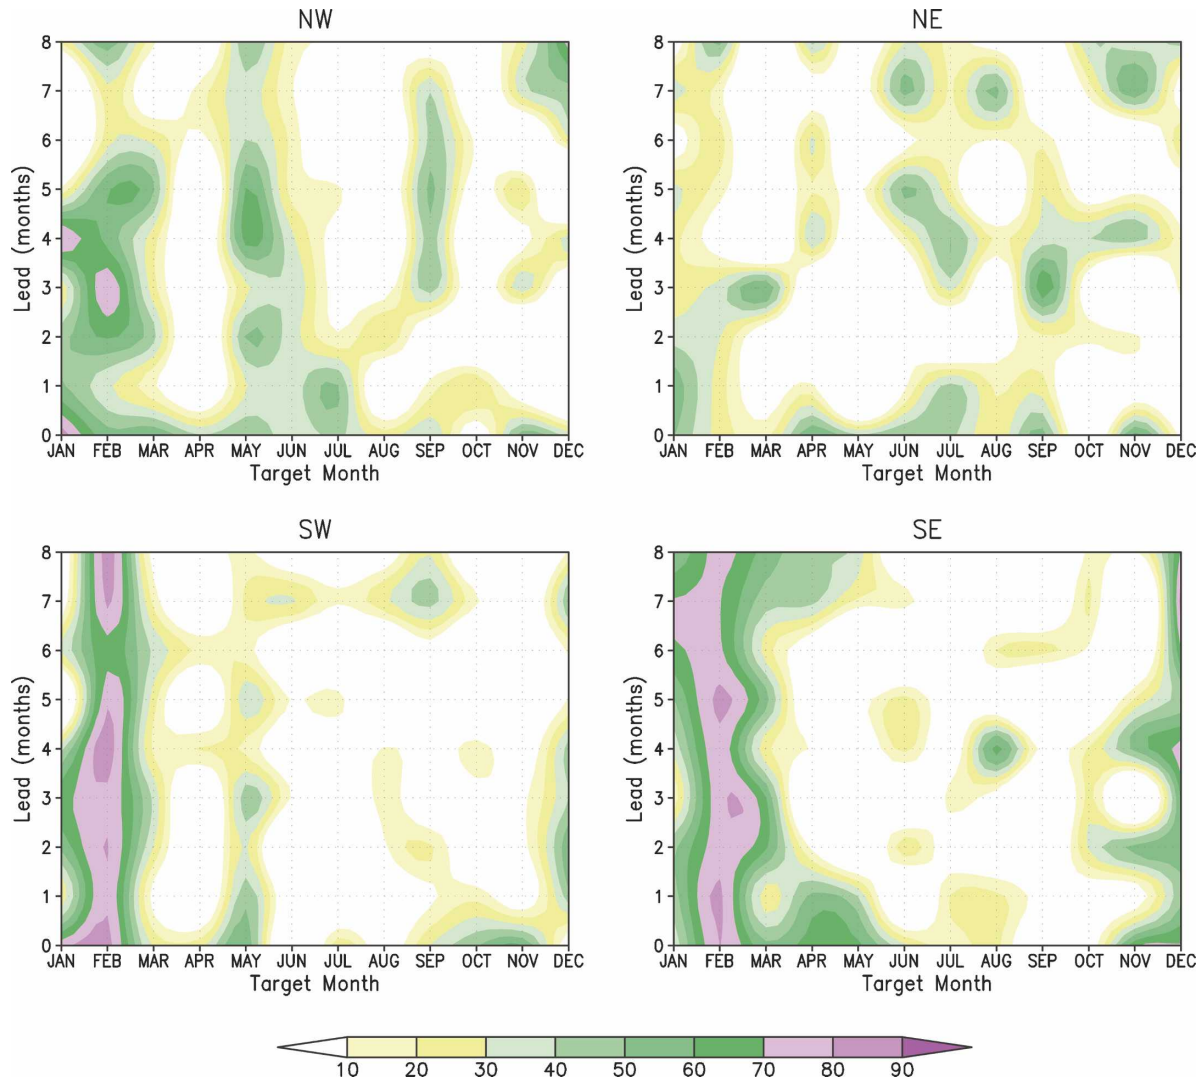 NW
NE
8
7
6
5
4
3
2
1
0
Lead (months)
JAN FEB MAR APR MAY JUN JUL AUG SEP OCT NOV DEC
Target Month
8
7
6
5
4
3
2
1
0
Lead (months)
JAN FEB MAR APR MAY JUN JUL AUG SEP OCT NOV DEC
Target Month
SW
SE
8
7
6
5
4
3
2
1
0
Lead (months)
JAN FEB MAR APR MAY JUN JUL AUG SEP OCT NOV DEC
Target Month
8
7
6
5
4
3
2
1
0
Lead (months)
JAN FEB MAR APR MAY JUN JUL AUG SEP OCT NOV DEC
Target Month
10 20 30 40 50 60 70 80 90